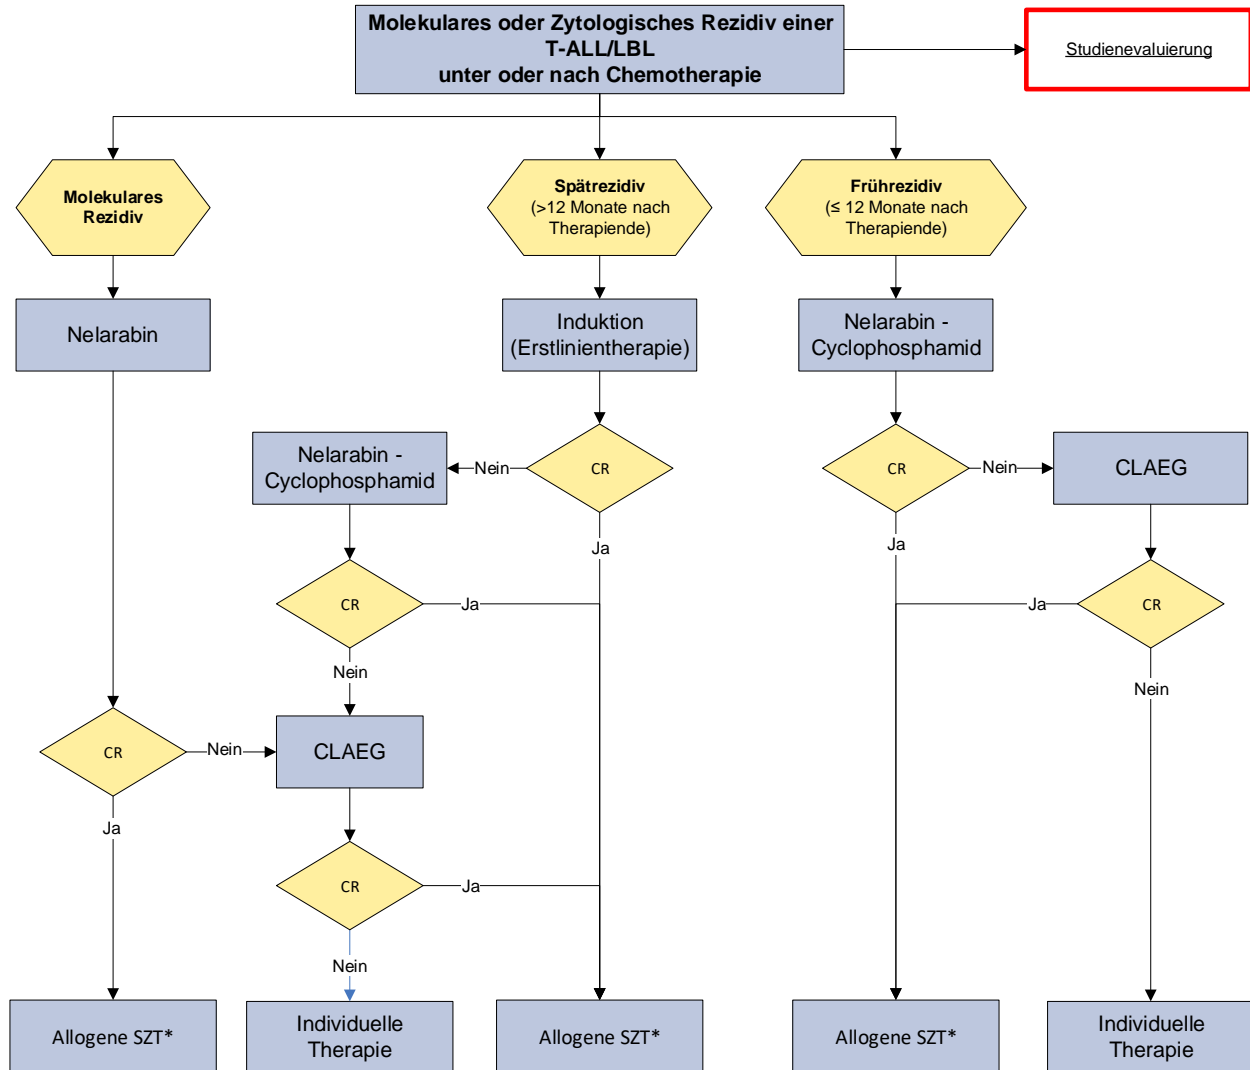 Molekulares oder Zytologisches Rezidiv einer
T-ALL/LBL
unter oder nach Chemotherapie
Studienevaluierung
Molekulares
Rezidiv
Spätrezidiv
(>12 Monate nach
Therapiende)
Frührezidiv
(≤ 12 Monate nach
Therapiende)
Nelarabin
Induktion
(Erstlinientherapie)
Nelarabin -
Cyclophosphamid
Nelarabin -
Cyclophosphamid
Nein
CR
CR
Nein
CLAEG
Ja
Ja
CR
Ja
Ja
CR
Nein
Nein
CR
Nein
CLAEG
Ja
CR
Ja
Nein
Allogene SZT*
Individuelle
Therapie
Allogene SZT*
Allogene SZT*
Individuelle
Therapie